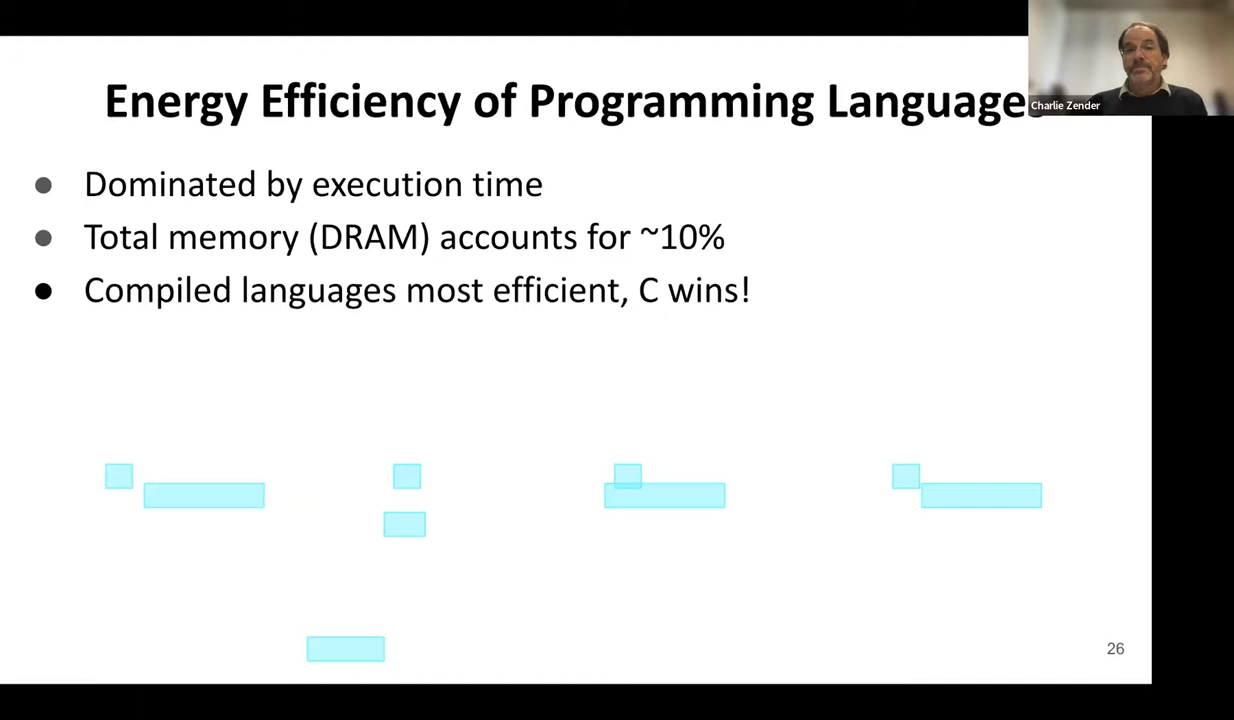 Energy Efficiency of Programming Languages
Charlie Zender
● Dominated by execution time
● Total memory (DRAM) accounts for ~10%
● Compiled languages most efficient, C wins!
26